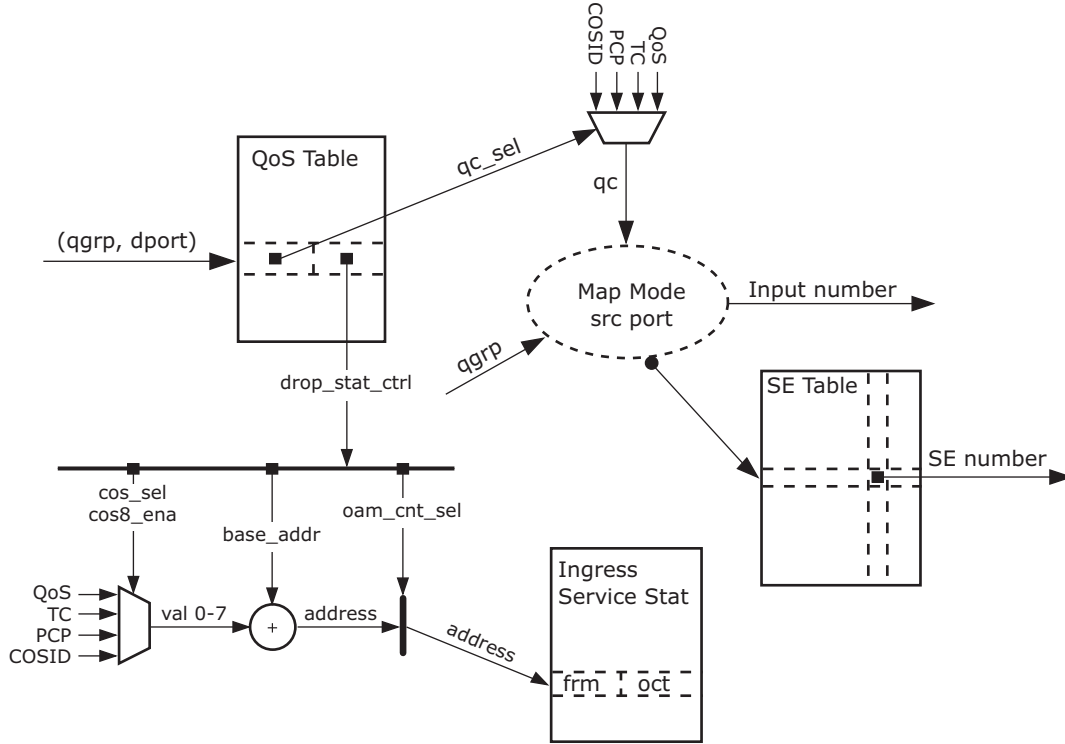 COSID
PCP
TC
QoS
QoS Table
qc_sel
qc
(qgrp, dport)
Map Mode
src port
Input number
qgrp
drop_stat_ctrl
SE Table
SE number
cos_sel
cos8_ena
base_addr
oam_cnt_sel
Ingress
Service Stat
QoS
TC
PCP
COSID
val 0-7
+
address
address
frm
oct